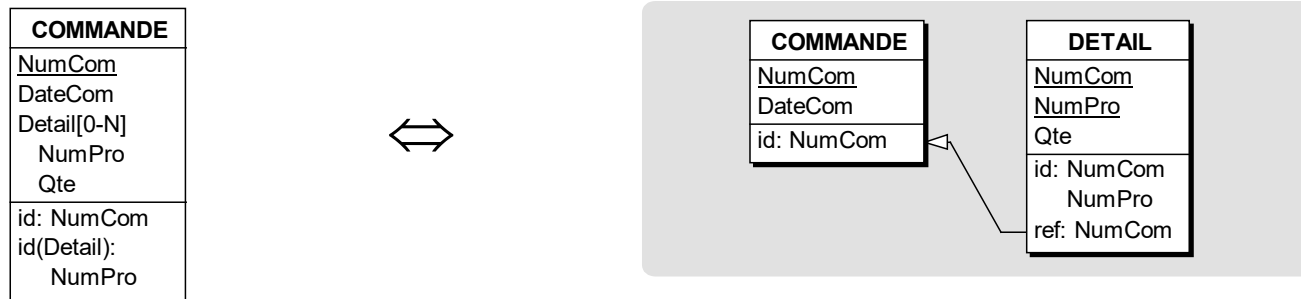 COMMANDE
NumCom
DateCom
Detail[0-N]
NumPro
Qte
id: NumCom
id(Detail):
NumPro
COMMANDE
NumCom
DateCom
id: NumCom
DETAIL
NumCom
NumPro
Qte
id: NumCom
NumPro
ref: NumCom